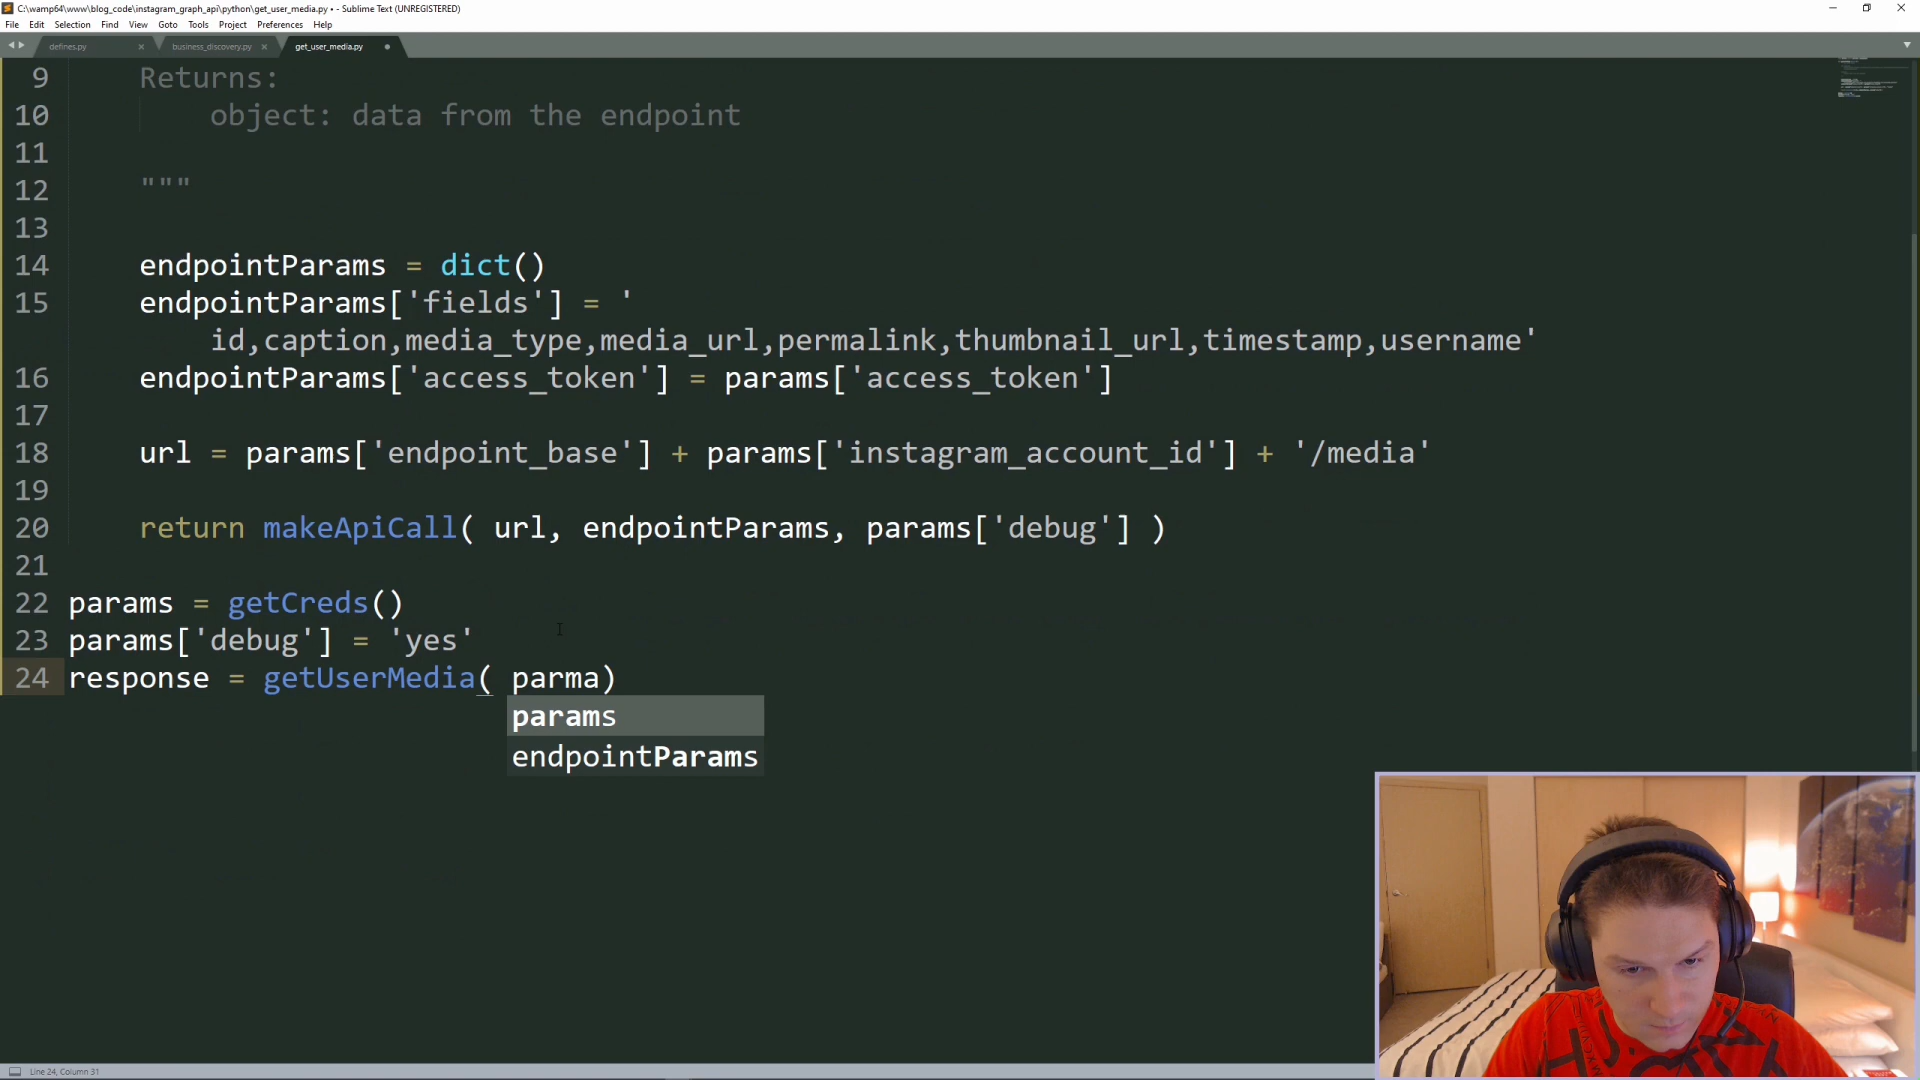 C:\wamp64\www\blog_code\instagram_graph_api\python\get_user_media.py • - Sublime Text (UNREGISTERED)
File Edit Selection Find View Goto Tools Project Preferences Help
defines.py business_discovery.py get_user_media.py
9 Returns:
10 object: data from the endpoint
11
12 """
13
14 endpointParams = dict()
15 endpointParams['fields'] = '
id,caption,media_type,media_url,permalink,thumbnail_url,timestamp,username'
16 endpointParams['access_token'] = params['access_token']
17
18 url = params['endpoint_base'] + params['instagram_account_id'] + '/media'
19
20 return makeApiCall( url, endpointParams, params['debug'] )
21
22 params = getCreds()
23 params['debug'] = 'yes'
24 response = getUserMedia( parma)
params
endpointParams
Line 24, Column 31